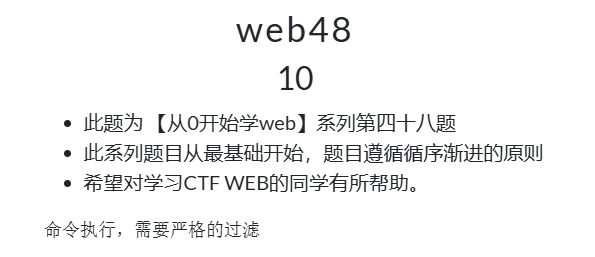 web48
10
此题为 【从0开始学web】系列第四十八题
此系列题目从最基础开始，题目遵循循序渐进的原则
希望对学习CTF WEB的同学有所帮助。
命令执行，需要严格的过滤